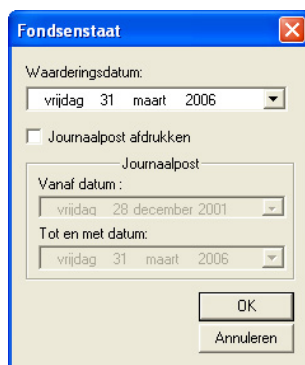 Fondsenstaat
Waarderingsdatum:
vrijdag 31 maart 2006
Journaalpost afdrukken
Journaalpost
Vanaf datum :
vrijdag 28 december 2001
Tot en met datum:
vrijdag 31 maart 2006
OK
Annuleren